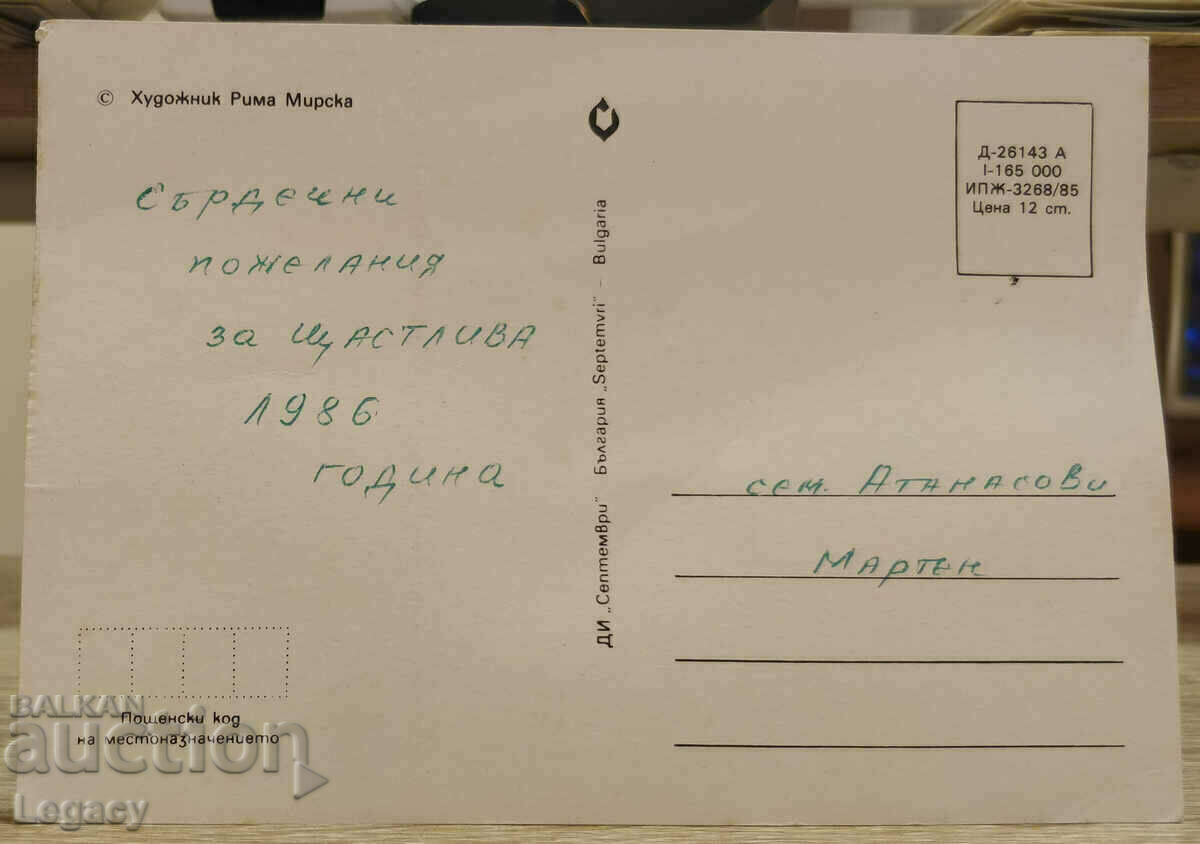 © Художник Рима Мирска
Сърдечни
пожелания
за щастлива
1986
година
Пощенски код
на местоназначението
ДИ „Септември" България „Septemvri" – Bulgaria
Д-26143 А
I-165 000
ИПЖ-3268/85
Цена 12 ст.
сем. Атанасови
Мартен
BALKAN
auction
Legacy